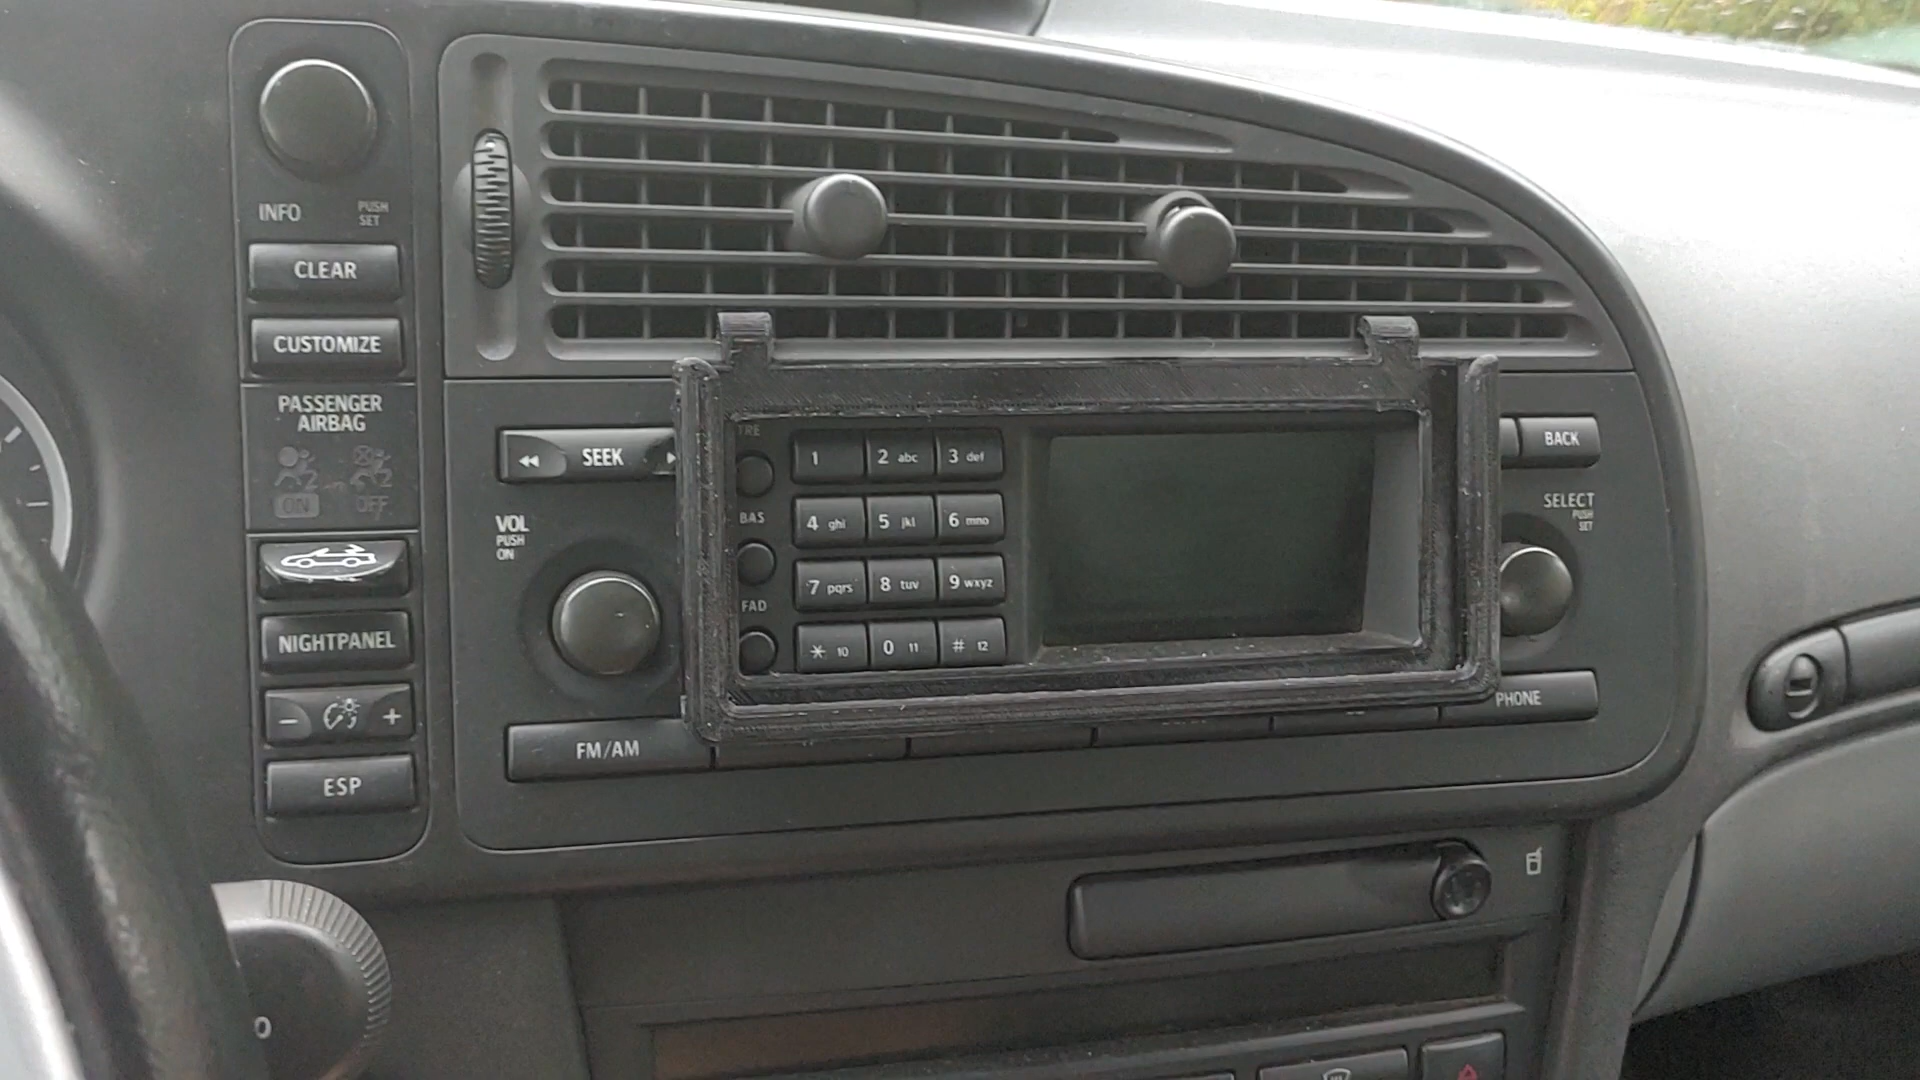 INFO
PUSH
SET
CLEAR
CUSTOMIZE
PASSENGER
AIRBAG
ON
OFF
NIGHTPANEL
- +
ESP
SEEK
VOL
PUSH
ON
FM/AM
TRE
BAS
FAD
1
2 abc
3 def
4 ghi
5 jkl
6 mno
7 pqrs
8 tuv
9 wxyz
* 10
0 11
# 12
BACK
SELECT
PUSH
SET
PHONE
0